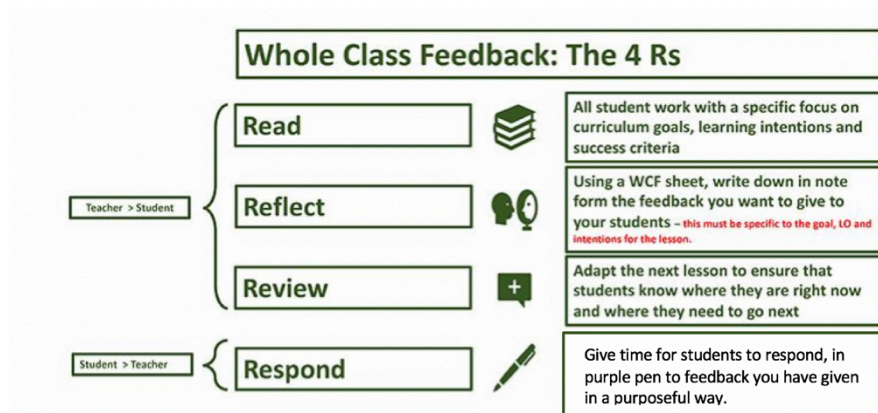 Whole Class Feedback: The 4 Rs
Teacher > Student
Read
All student work with a specific focus on
curriculum goals, learning intentions and
success criteria
Reflect
Using a WCF sheet, write down in note
form the feedback you want to give to
your students – this must be specific to the goal, LO and
intentions for the lesson.
Review
Adapt the next lesson to ensure that
students know where they are right now
and where they need to go next
Student > Teacher
Respond
Give time for students to respond, in
purple pen to feedback you have given
in a purposeful way.